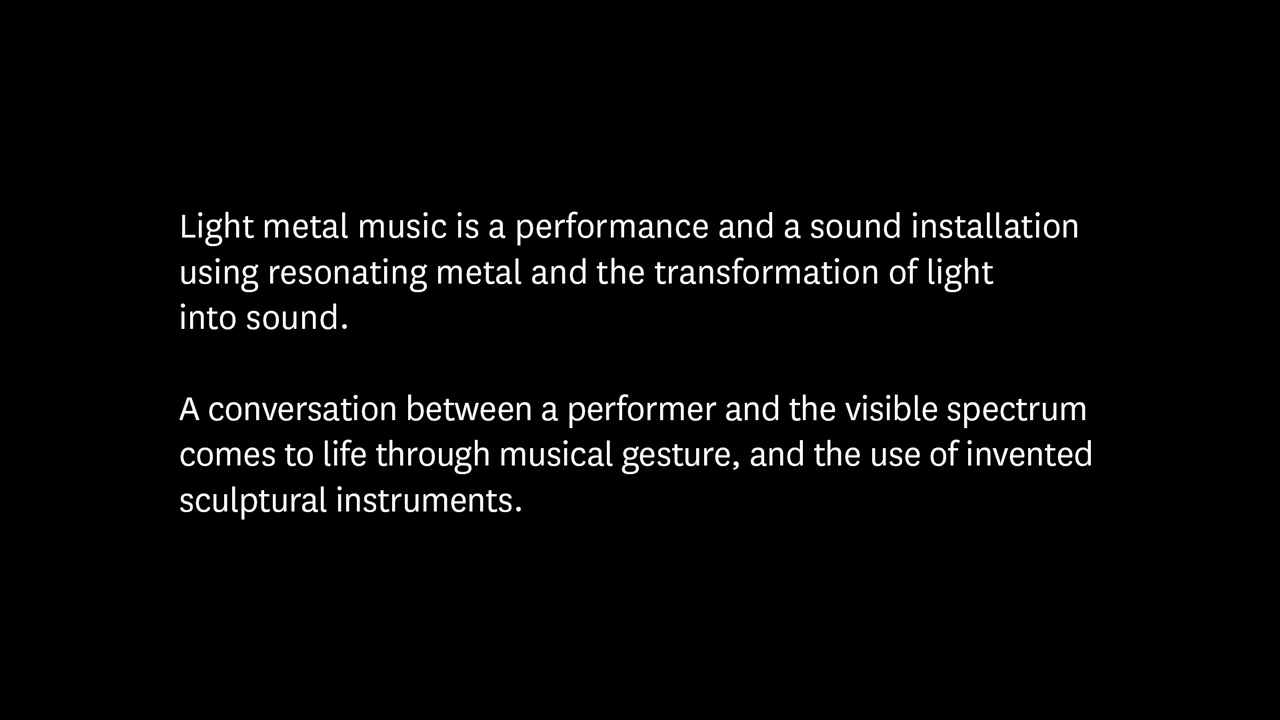 Light metal music is a performance and a sound installation
using resonating metal and the transformation of light
into sound.
A conversation between a performer and the visible spectrum
comes to life through musical gesture, and the use of invented
sculptural instruments.